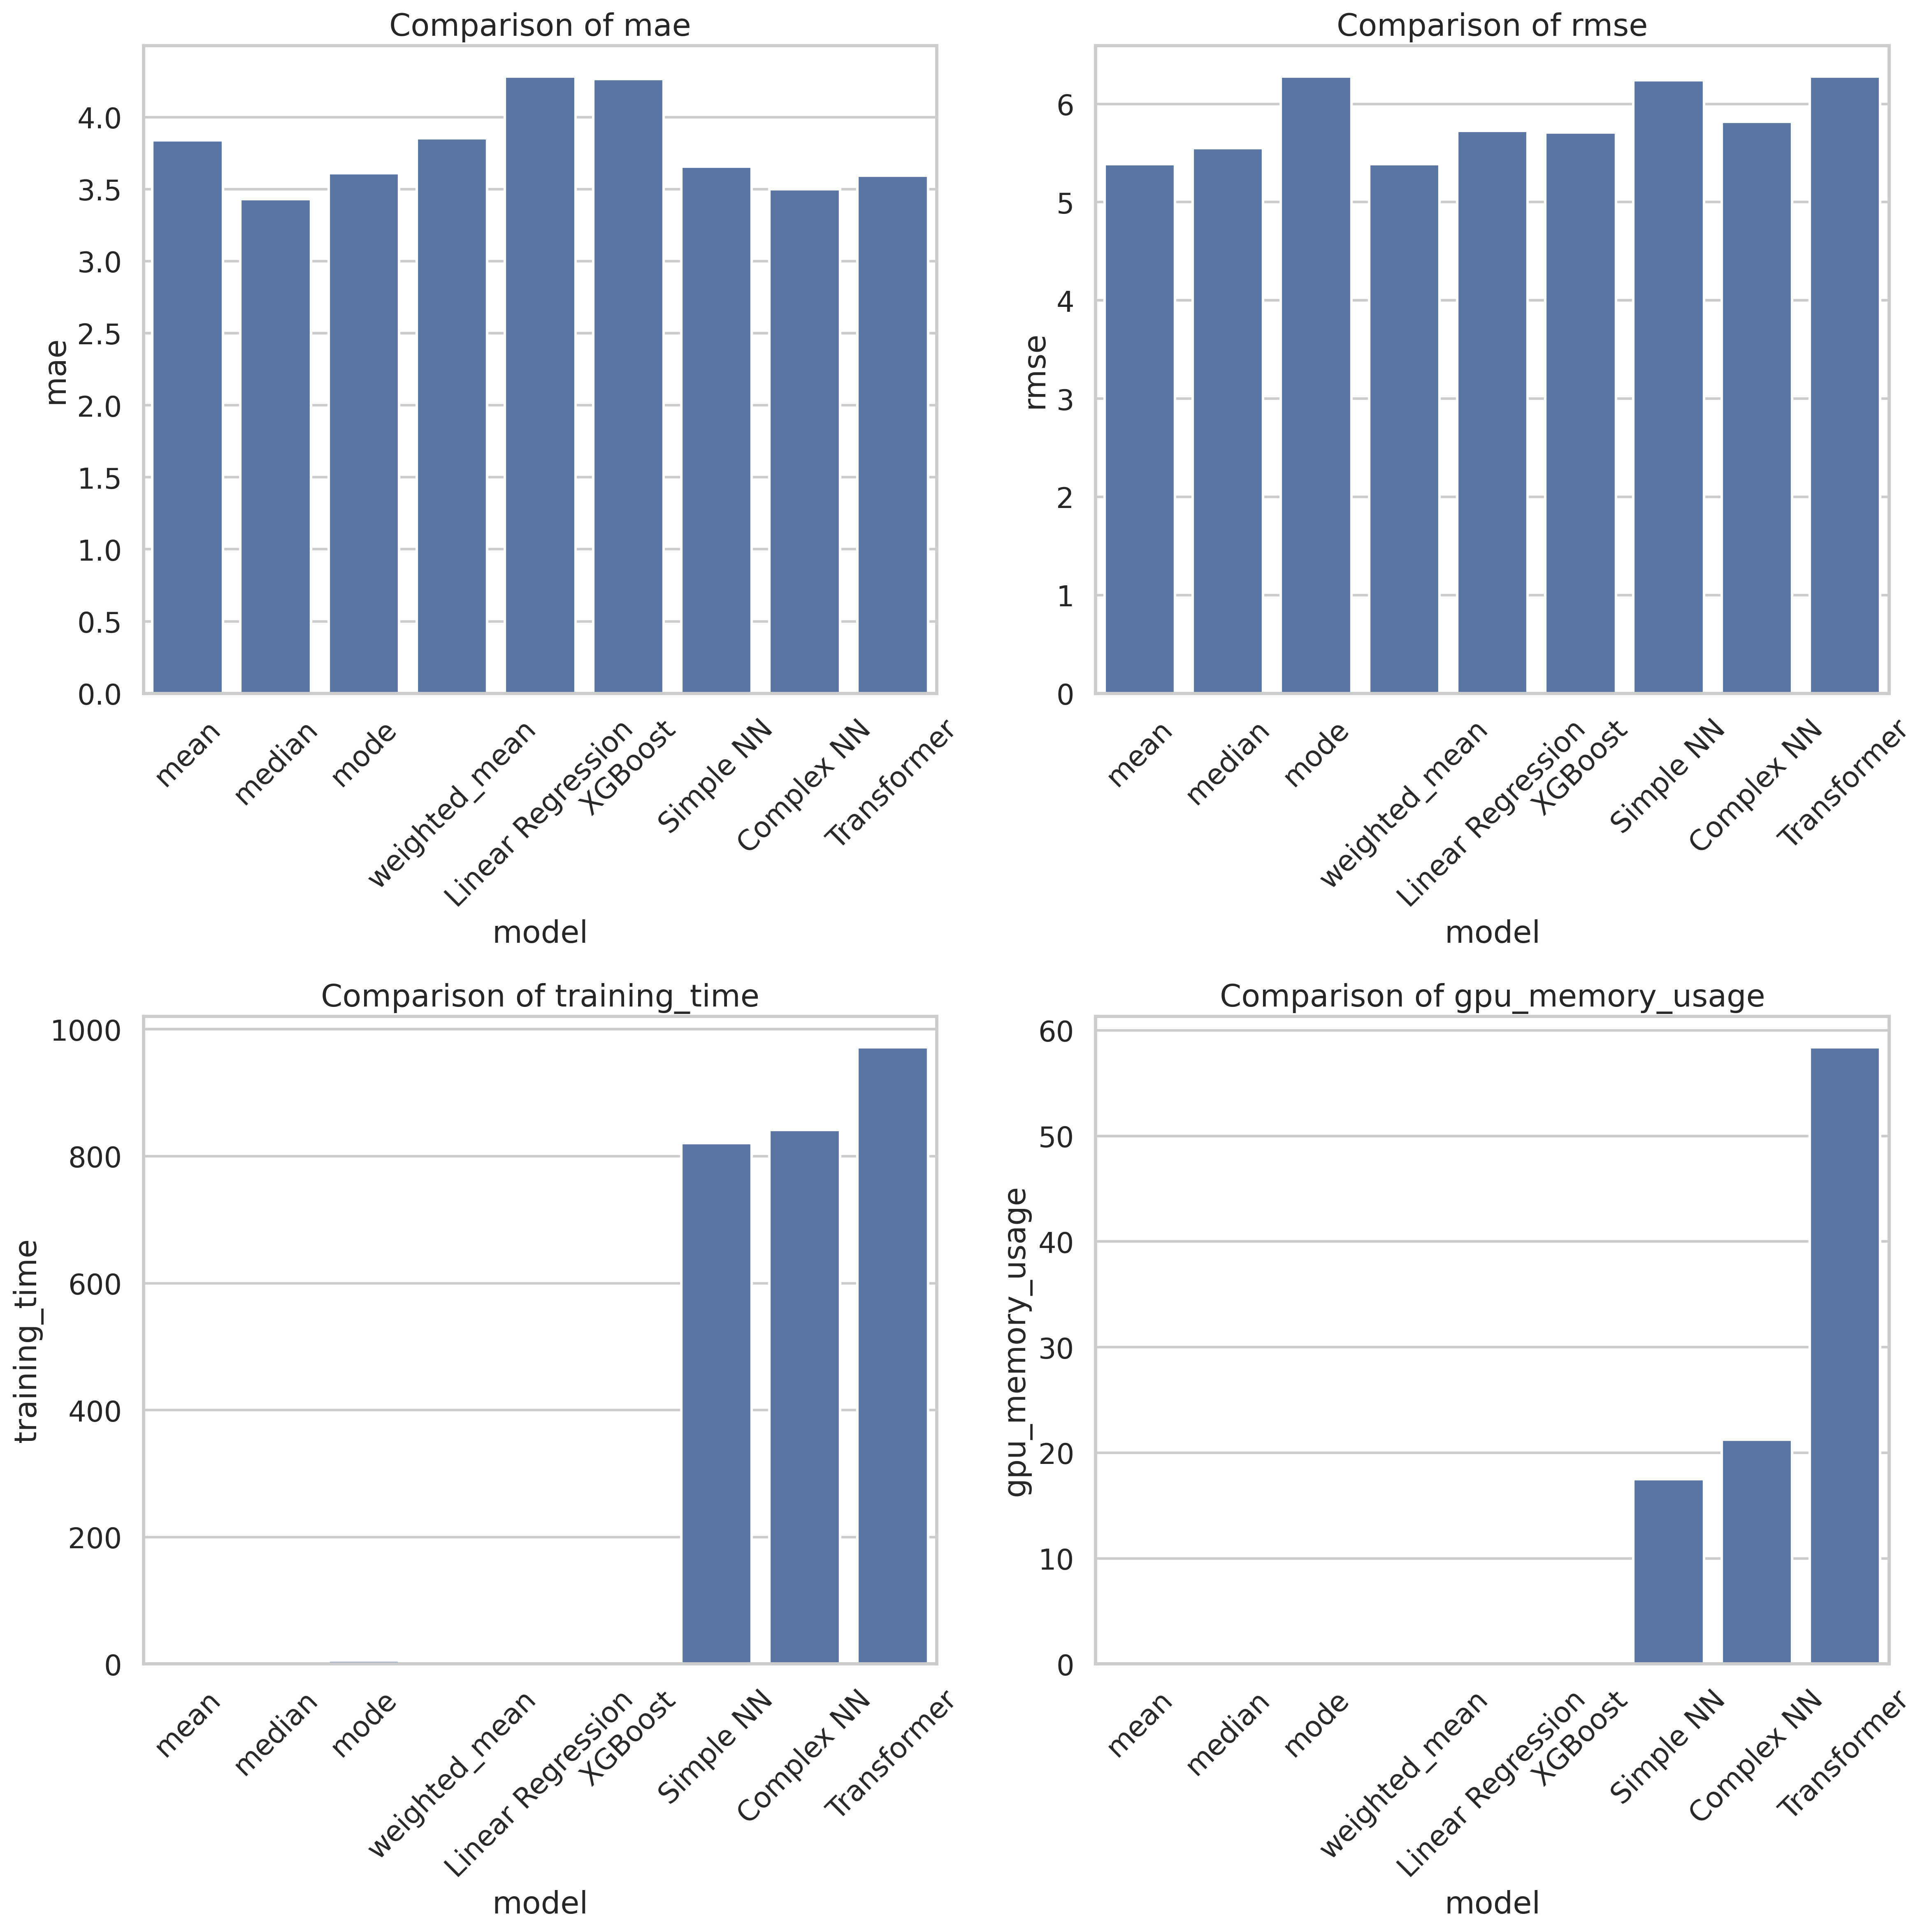 Comparison of mae
4.0
3.5
3.0
2.5
2.0
1.5
1.0
0.5
0.0
mae
mean
median
mode
weighted_mean
Linear Regression
XGBoost
Simple NN
Complex NN
Transformer
model
Comparison of rmse
6
5
4
3
2
1
0
rmse
mean
median
mode
weighted_mean
Linear Regression
XGBoost
Simple NN
Complex NN
Transformer
model
Comparison of training_time
1000
800
600
400
200
0
training_time
mean
median
mode
weighted_mean
Linear Regression
XGBoost
Simple NN
Complex NN
Transformer
model
Comparison of gpu_memory_usage
60
50
40
30
20
10
0
gpu_memory_usage
mean
median
mode
weighted_mean
Linear Regression
XGBoost
Simple NN
Complex NN
Transformer
model